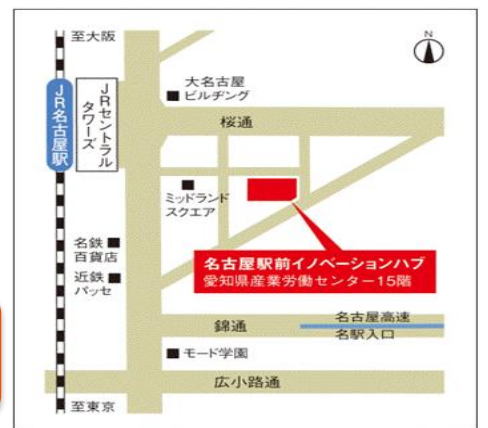 至大阪
N
JR名古屋駅
JRセントラル
タワーズ
大名古屋
ビルヂング
桜通
ミッドランド
スクエア
名鉄
百貨店
近鉄
パッセ
名古屋駅前イノベーションハブ
愛知県産業労働センター15階
名古屋高速
名駅入口
錦通
モード学園
広小路通
至東京